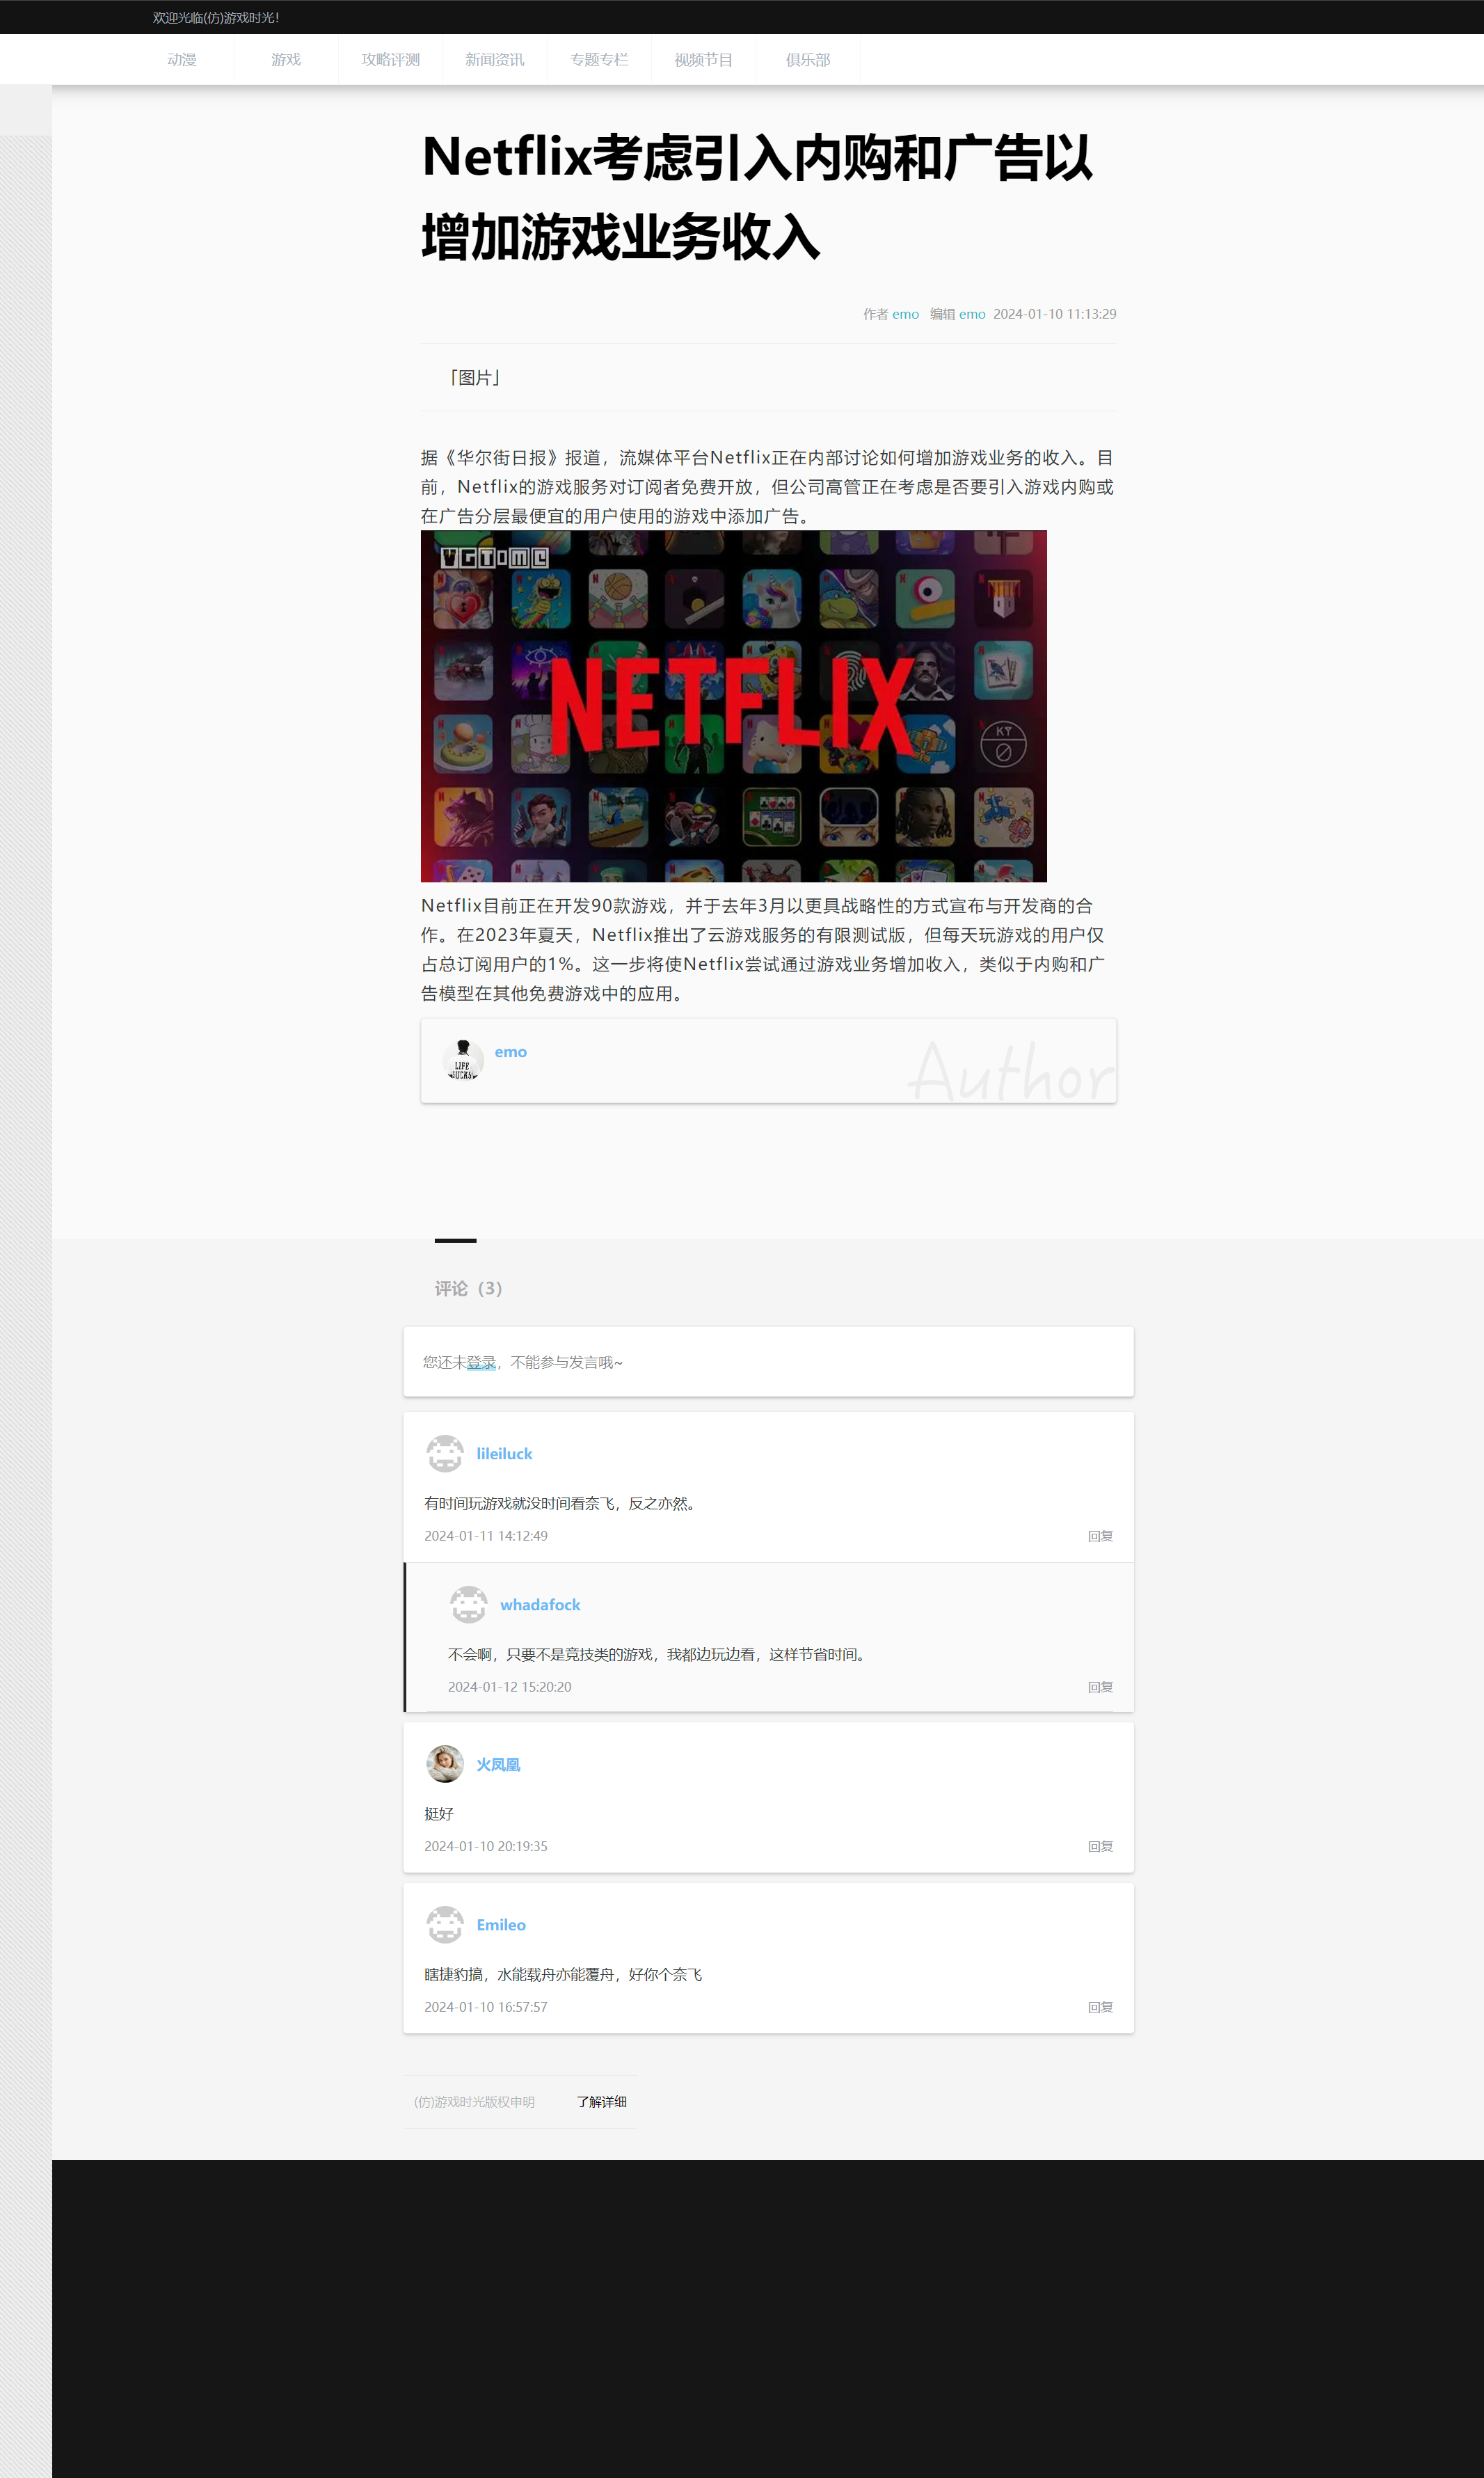 欢迎光临(仿)游戏时光!
动漫
游戏
攻略评测
新闻资讯
专题专栏
视频节目
俱乐部
Netflix考虑引入内购和广告以
增加游戏业务收入
作者 emo 编辑 emo 2024-01-10 11:13:29
「图片」
据《华尔街日报》报道，流媒体平台Netflix正在内部讨论如何增加游戏业务的收入。目
前，Netflix的游戏服务对订阅者免费开放，但公司高管正在考虑是否要引入游戏内购或
在广告分层最便宜的用户使用的游戏中添加广告。
VGTIME
NETFLIX
KT
0
Netflix目前正在开发90款游戏，并于去年3月以更具战略性的方式宣布与开发商的合
作。在2023年夏天，Netflix推出了云游戏服务的有限测试版，但每天玩游戏的用户仅
占总订阅用户的1%。这一步将使Netflix尝试通过游戏业务增加收入，类似于内购和广
告模型在其他免费游戏中的应用。
LIFE
SUCKS
emo
Author
评论（3）
您还未登录，不能参与发言哦~
lileiluck
有时间玩游戏就没时间看奈飞，反之亦然。
2024-01-11 14:12:49
回复
whadafock
不会啊，只要不是竞技类的游戏，我都边玩边看，这样节省时间。
2024-01-12 15:20:20
回复
火凤凰
挺好
2024-01-10 20:19:35
回复
Emileo
瞎捷豹搞，水能载舟亦能覆舟，好你个奈飞
2024-01-10 16:57:57
回复
(仿)游戏时光版权申明
了解详细